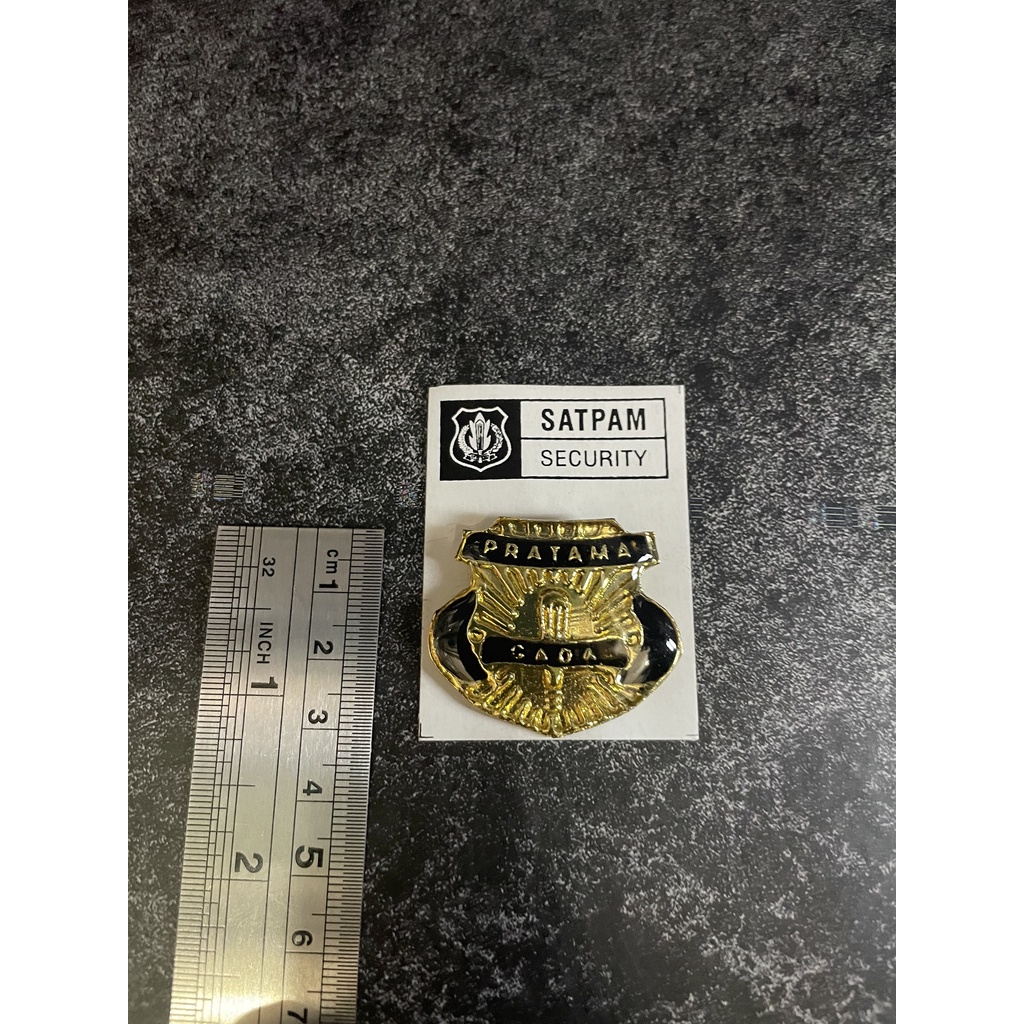 SATPAM
SECURITY
PRATAMA
GADA
cm 1 2 3 4 5 6 7
32
INCH 1 2